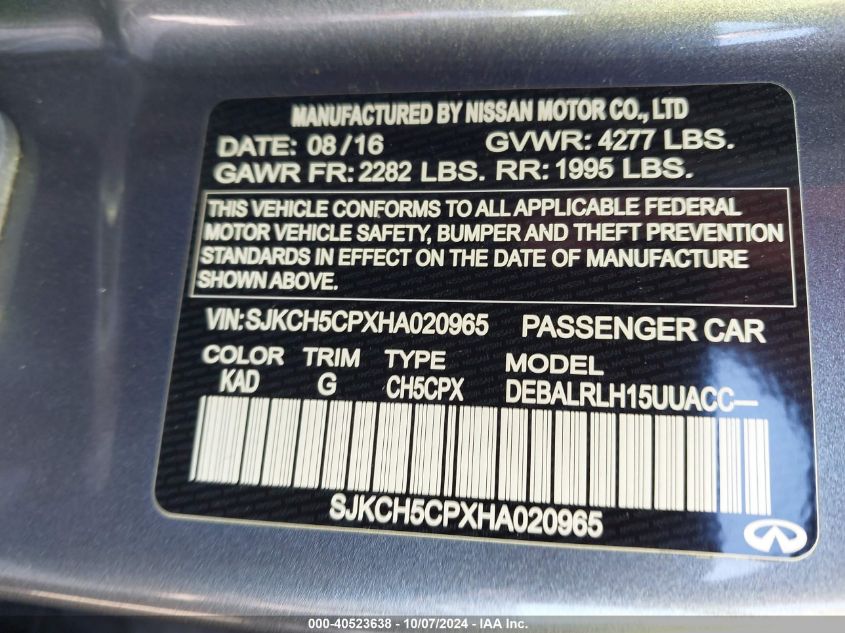 MANUFACTURED BY NISSAN MOTOR CO., LTD
DATE: 08/16 GVWR: 4277 LBS.
GAWR FR: 2282 LBS. RR: 1995 LBS.
THIS VEHICLE CONFORMS TO ALL APPLICABLE FEDERAL
MOTOR VEHICLE SAFETY, BUMPER AND THEFT PREVENTION
STANDARDS IN EFFECT ON THE DATE OF MANUFACTURE
SHOWN ABOVE.
VIN:SJKCH5CPXHA020965 PASSENGER CAR
COLOR TRIM TYPE MODEL
KAD G CH5CPX DEBALRLH15UUACC—
SJKCH5CPXHA020965
000-40523638 - 10/07/2024 - IAA Inc.